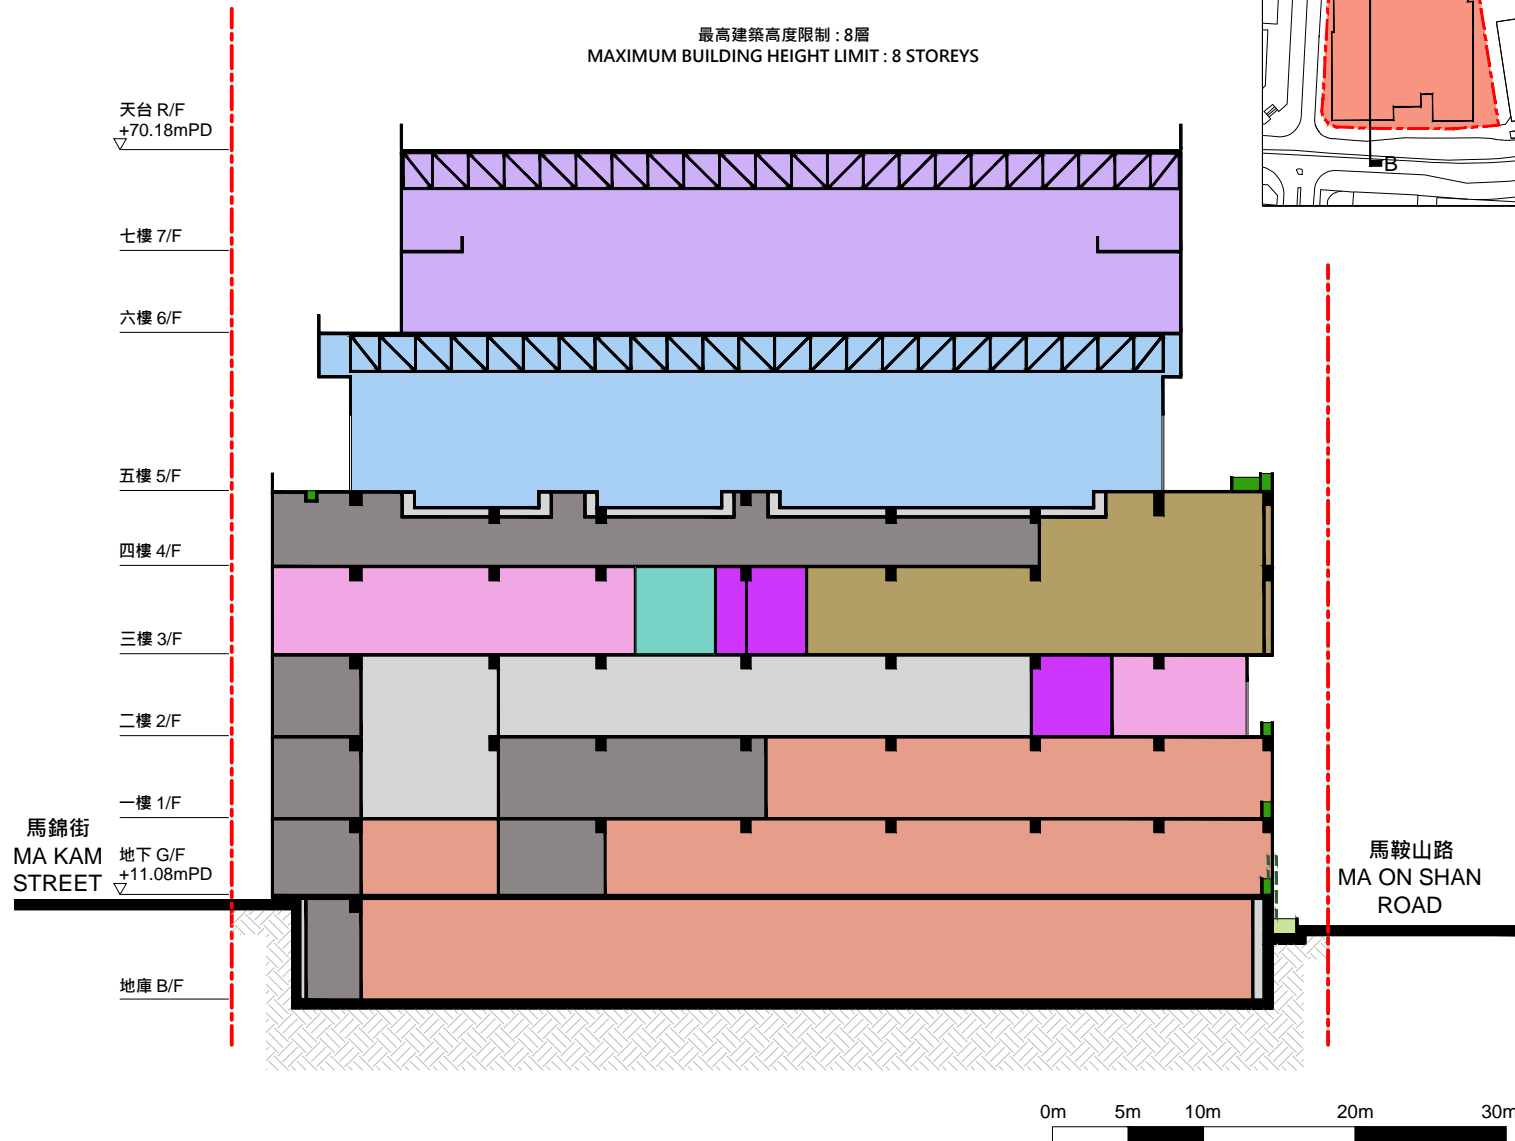 最高建築高度限制 : 8層
MAXIMUM BUILDING HEIGHT LIMIT : 8 STOREYS
B
天台 R/F
+70.18mPD
七樓 7/F
六樓 6/F
五樓 5/F
四樓 4/F
三樓 3/F
二樓 2/F
一樓 1/F
地下 G/F
+11.08mPD
地庫 B/F
馬錦街
MA KAM
STREET
馬鞍山路
MA ON SHAN
ROAD
0m 5m 10m 20m 30m